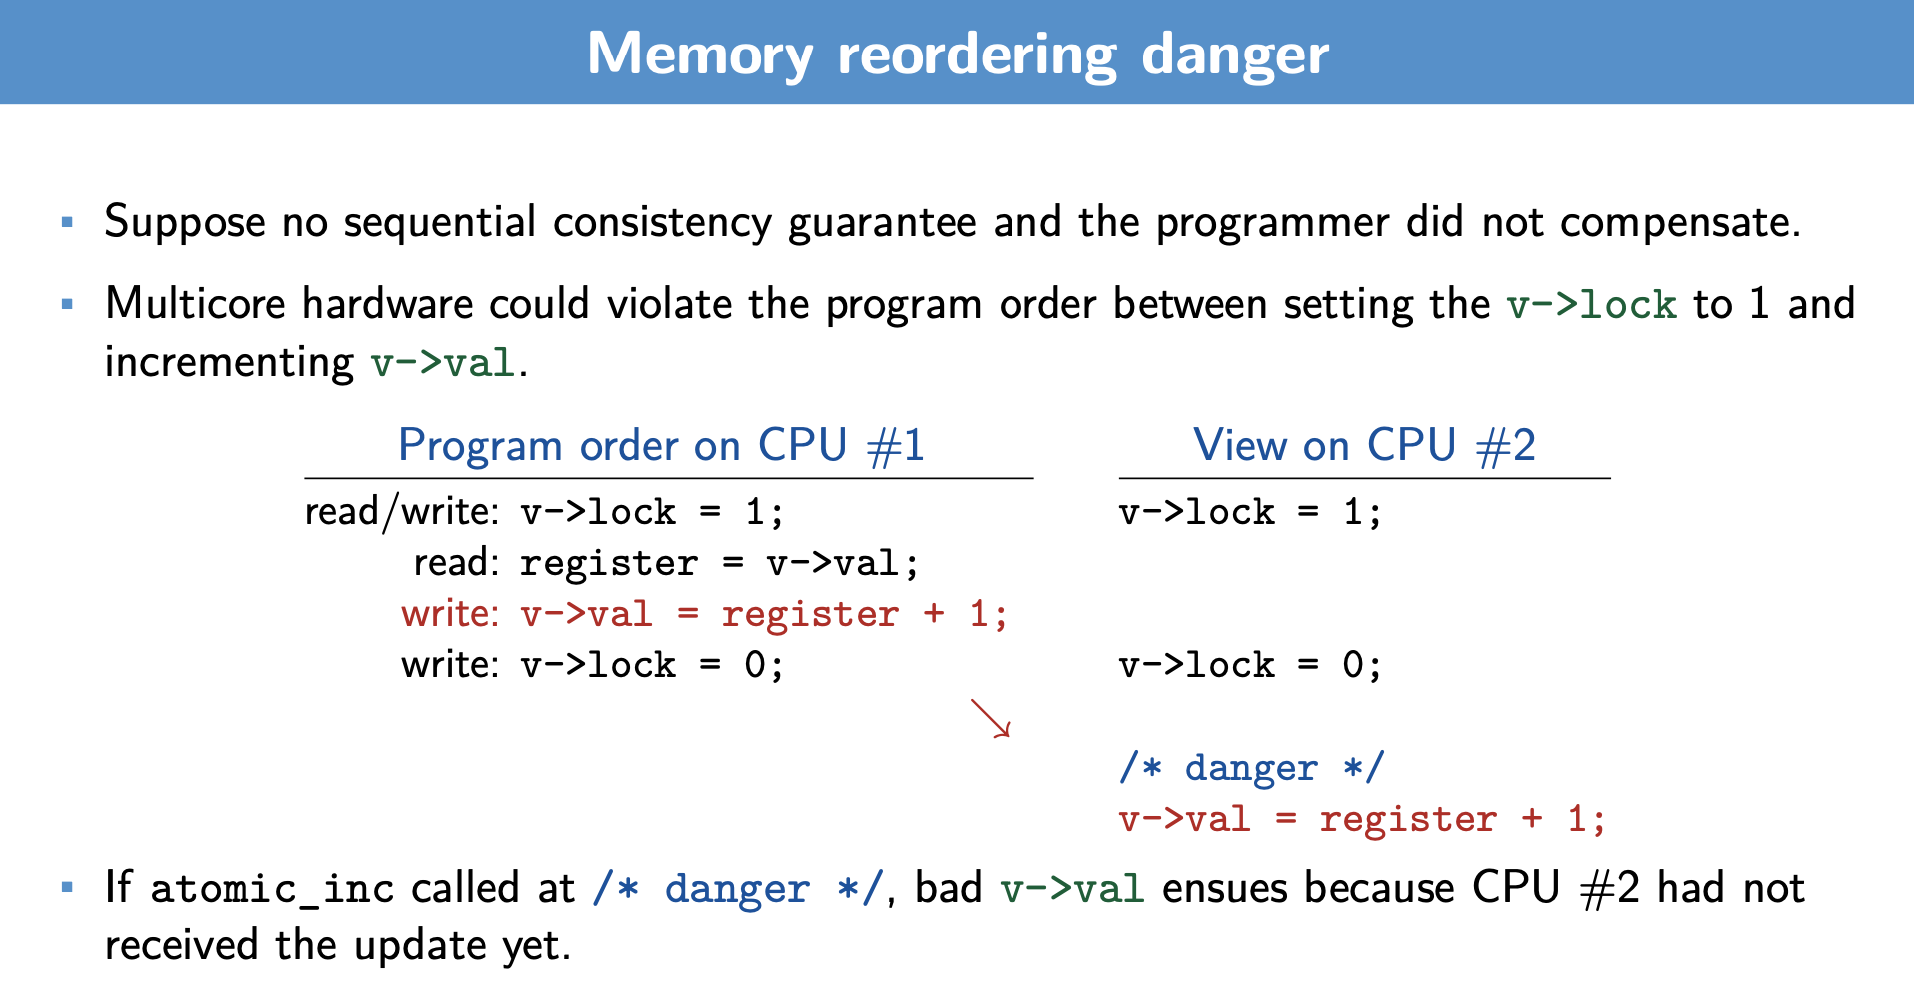 Memory reordering danger
▪ Suppose no sequential consistency guarantee and the programmer did not compensate.
▪ Multicore hardware could violate the program order between setting the v->lock to 1 and
incrementing v->val.
Program order on CPU #1 View on CPU #2
read/write: v->lock = 1; v->lock = 1;
read: register = v->val;
write: v->val = register + 1;
write: v->lock = 0; v->lock = 0;
/* danger */
v->val = register + 1;
▪ If atomic_inc called at /* danger */, bad v->val ensues because CPU #2 had not
received the update yet.